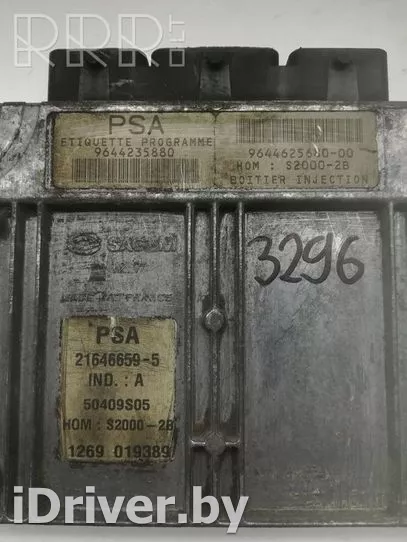 RRR
PSA
ETIQUETTE PROGRAMME
9644235880
9644625680-00
HOM : S2000-2B
BOITIER INJECTION
SAGEM
MADE IN FRANCE
3296
PSA
21646659-5
IND. : A
50409S05
HOM : S2000-2B
1269 019389
iDriver.by